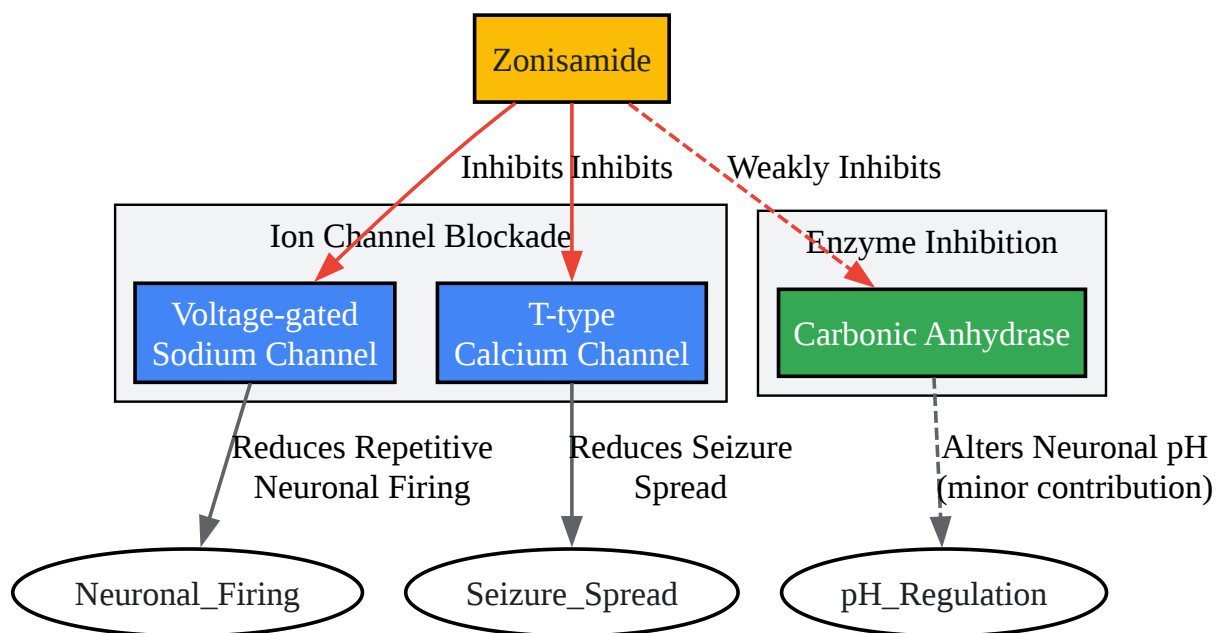 Zonisamide
Inhibits
Inhibits
Weakly Inhibits
Ion Channel Blockade
Enzyme Inhibition
Voltage-gated
Sodium Channel
T-type
Calcium Channel
Carbonic Anhydrase
Reduces Repetitive
Neuronal Firing
Reduces Seizure
Spread
Alters Neuronal pH
(minor contribution)
Neuronal_Firing
Seizure_Spread
pH_Regulation